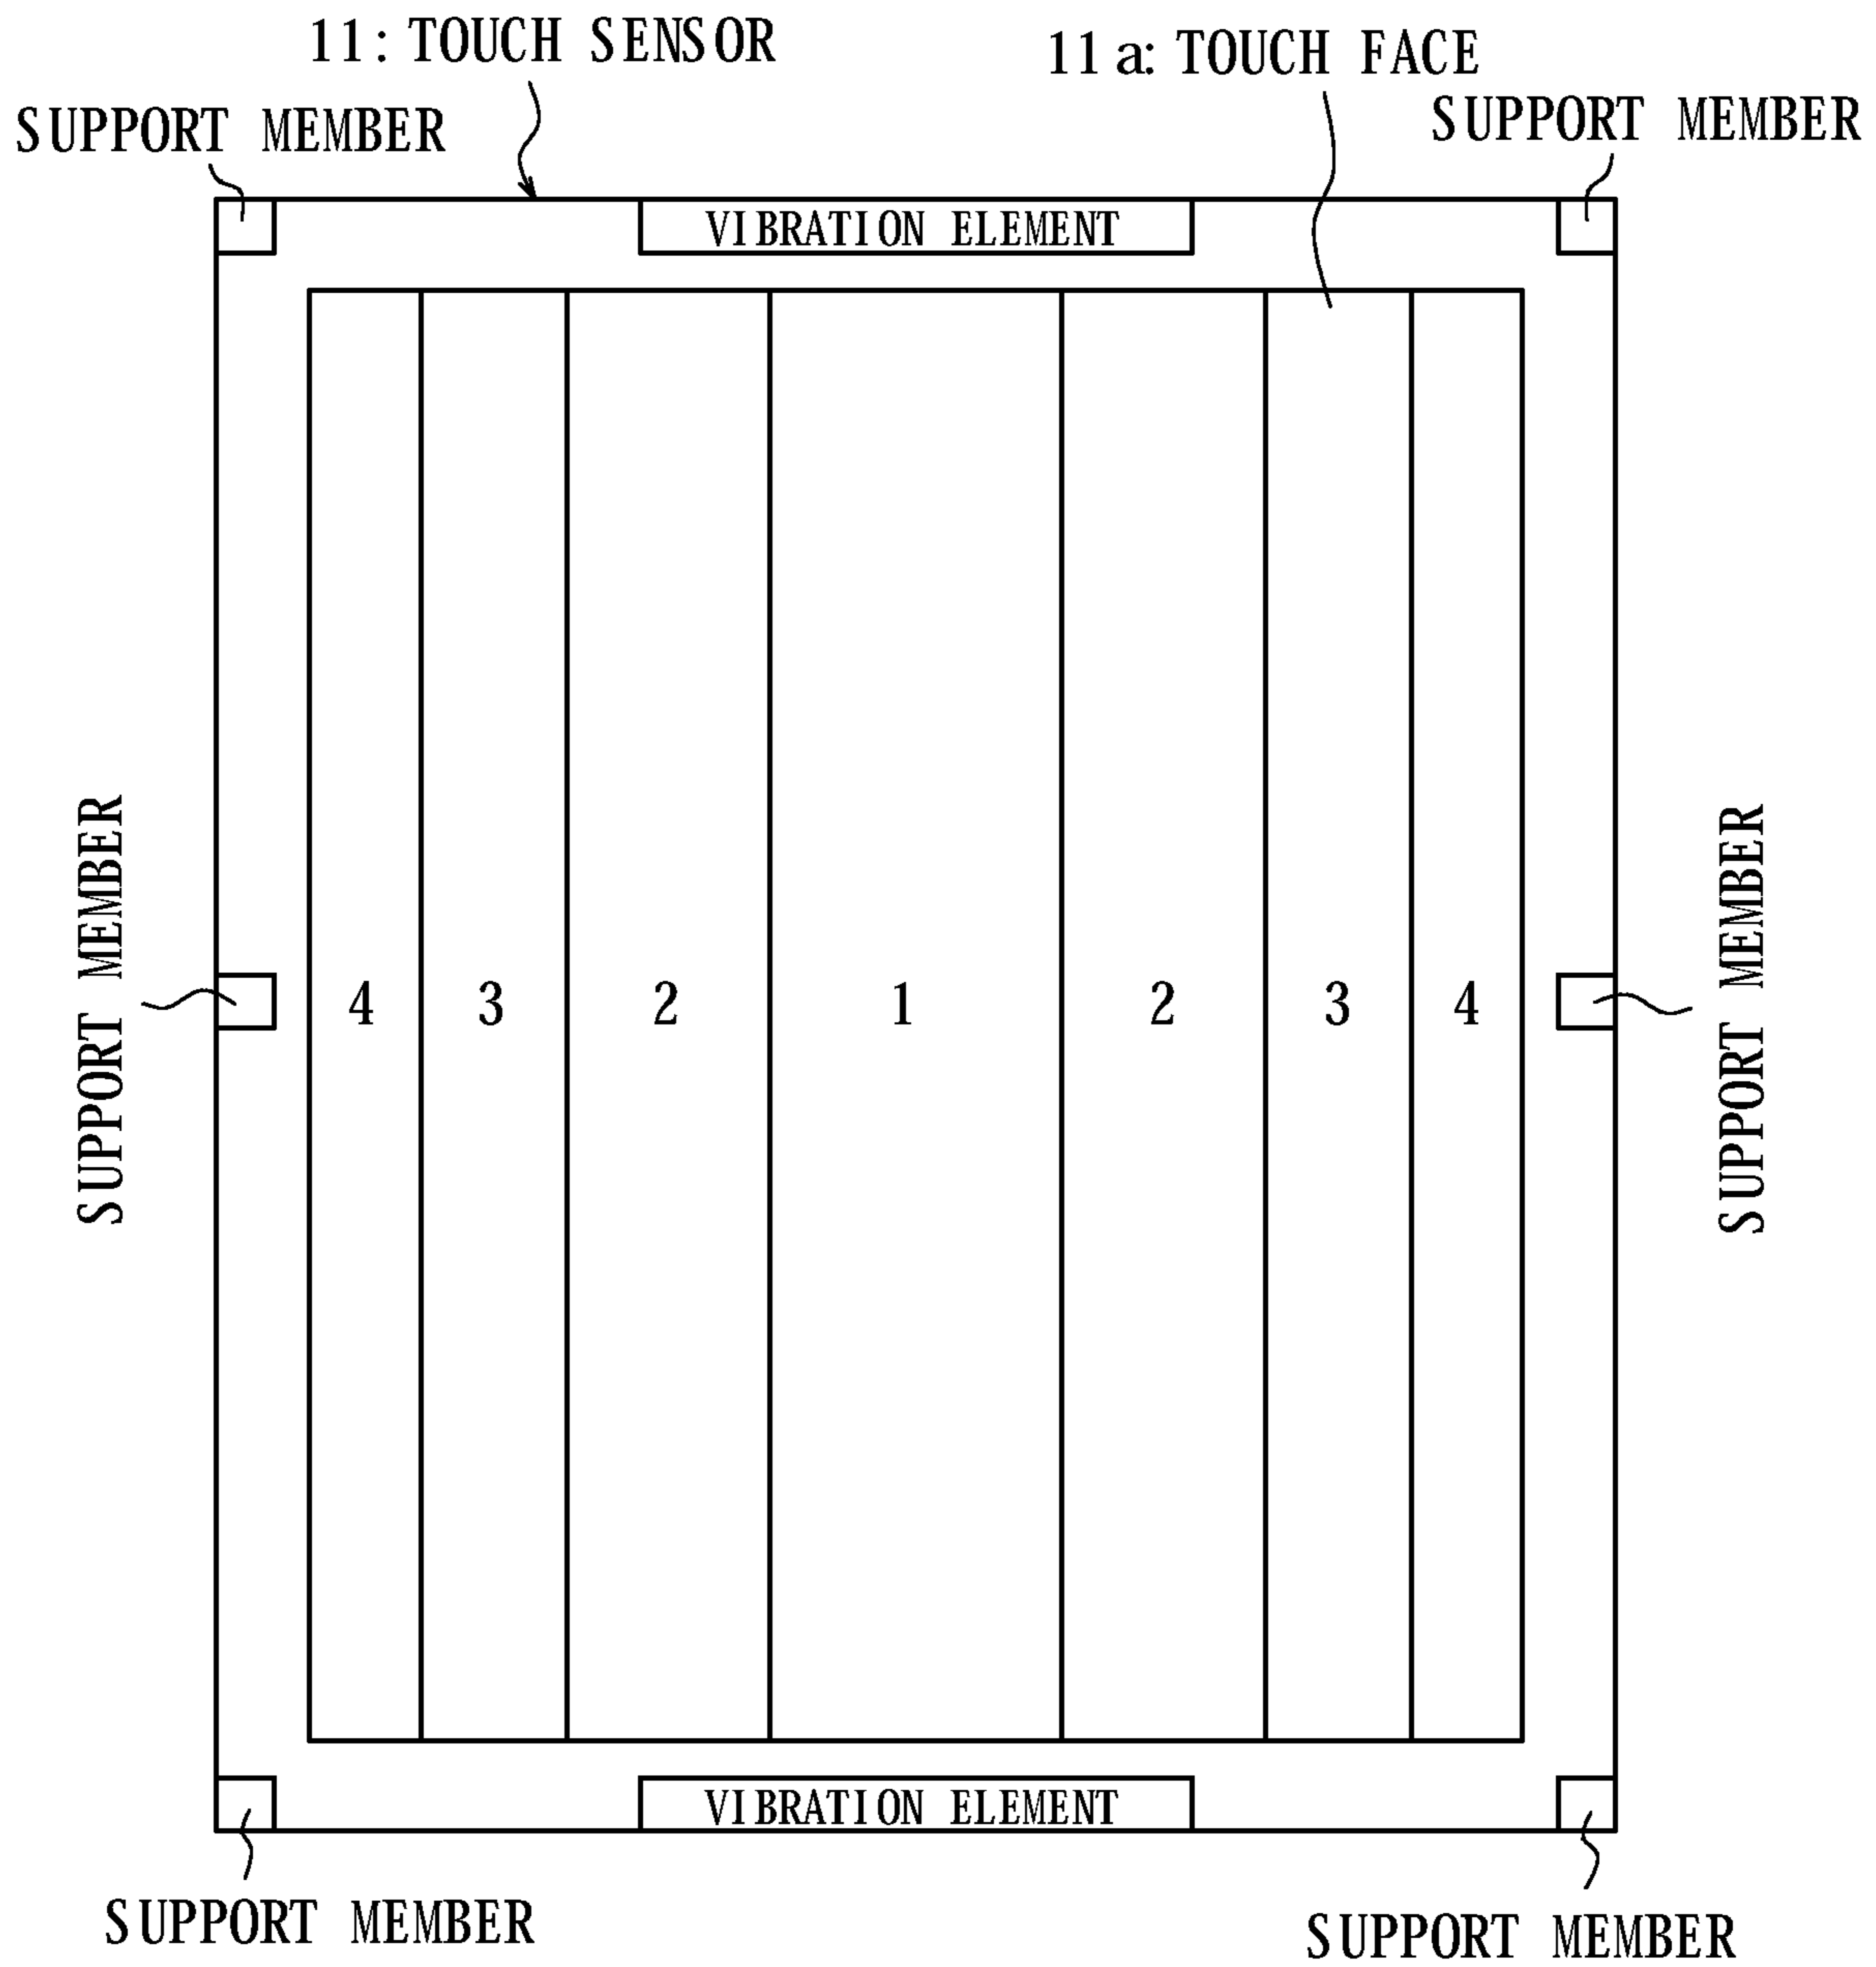 11: TOUCH SENSOR
11a: TOUCH FACE
SUPPORT MEMBER
SUPPORT MEMBER
VIBRATION ELEMENT
SUPPORT MEMBER
4 3 2 1 2 3 4
SUPPORT MEMBER
VIBRATION ELEMENT
SUPPORT MEMBER
SUPPORT MEMBER